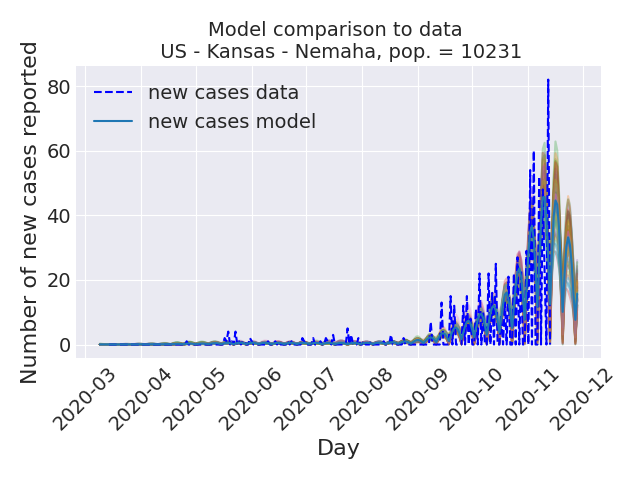 Model comparison to data
US - Kansas - Nemaha, pop. = 10231
Number of new cases reported
80
60
40
20
0
new cases data
new cases model
2020-03
2020-04
2020-05
2020-06
2020-07
2020-08
2020-09
2020-10
2020-11
2020-12
Day